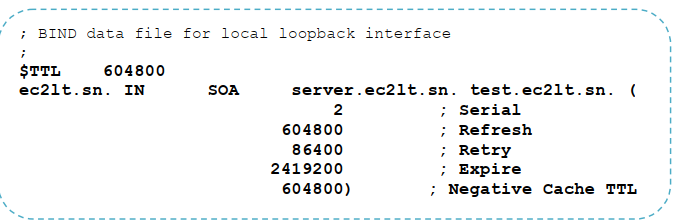 ; BIND data file for local loopback interface
;
$TTL 604800
ec2lt.sn. IN SOA server.ec2lt.sn. test.ec2lt.sn. (
2 ; Serial
604800 ; Refresh
86400 ; Retry
2419200 ; Expire
604800) ; Negative Cache TTL